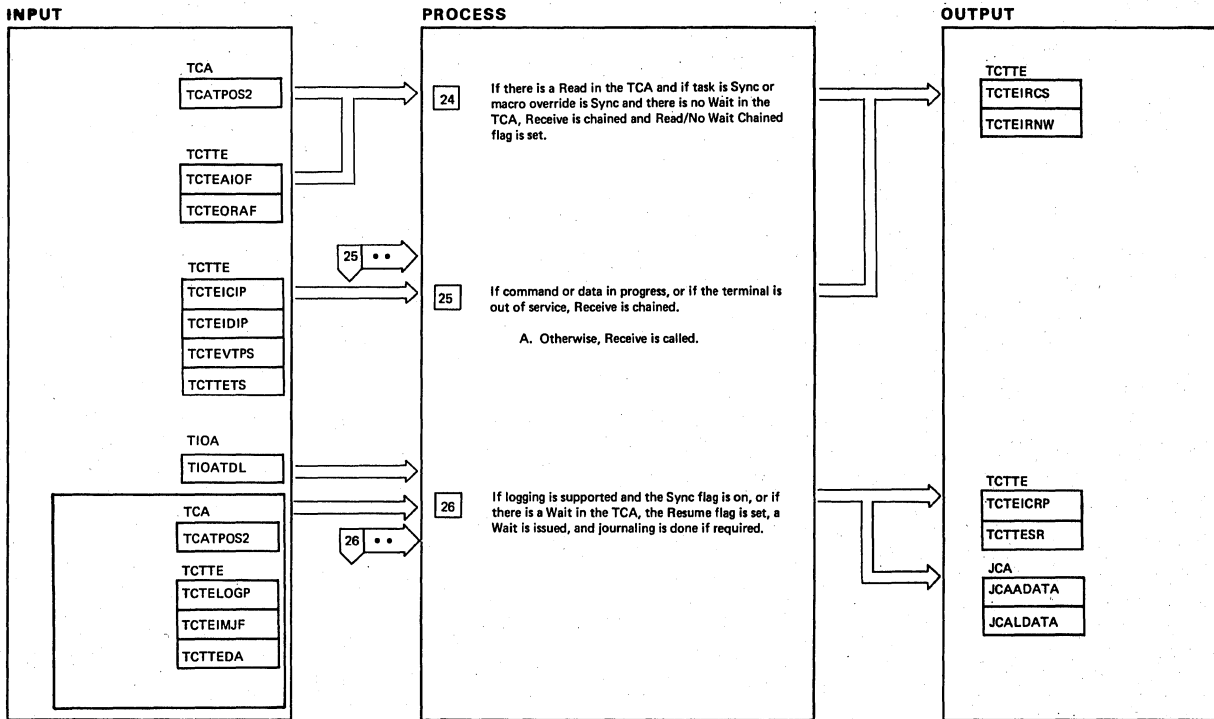 INPUT
PROCESS
OUTPUT
TCA
TCATPOS2
TCTTE
TCTEAIOF
TCTEORAF
24
If there is a Read in the TCA and if task is Sync or
macro override is Sync and there is no Wait in the
TCA, Receive is chained and Read/No Wait Chained
flag is set.
TCTTE
TCTEIRCS
TCTEIRNW
25
TCTTE
TCTEICIP
TCTEIDIP
TCTEVTPS
TCTTETS
25
If command or data in progress, or if the terminal is
out of service, Receive is chained.
A. Otherwise, Receive is called.
TIOA
TIOATDL
TCA
TCATPOS2
TCTTE
TCTELOGP
TCTEIMJF
TCTTEDA
26
26
If logging is supported and the Sync flag is on, or if
there is a Wait in the TCA, the Resume flag is set, a
Wait is issued, and journaling is done if required.
TCTTE
TCTEICRP
TCTTESR
JCA
JCAADATA
JCALDATA